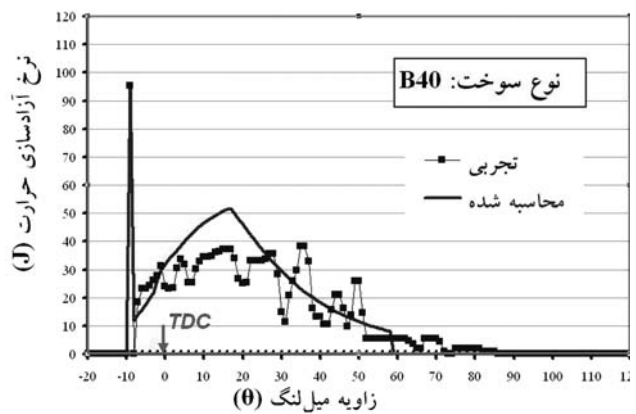 نوع سوخت: B40
تجربی
محاسبه شده
نرخ آزادسازی حرارت (J)
120
110
100
90
80
70
60
50
40
30
20
10
0
TDC
-20 -10 0 10 20 30 40 50 60 70 80 90 100 110 120
زاویه میل‌لنگ (θ)